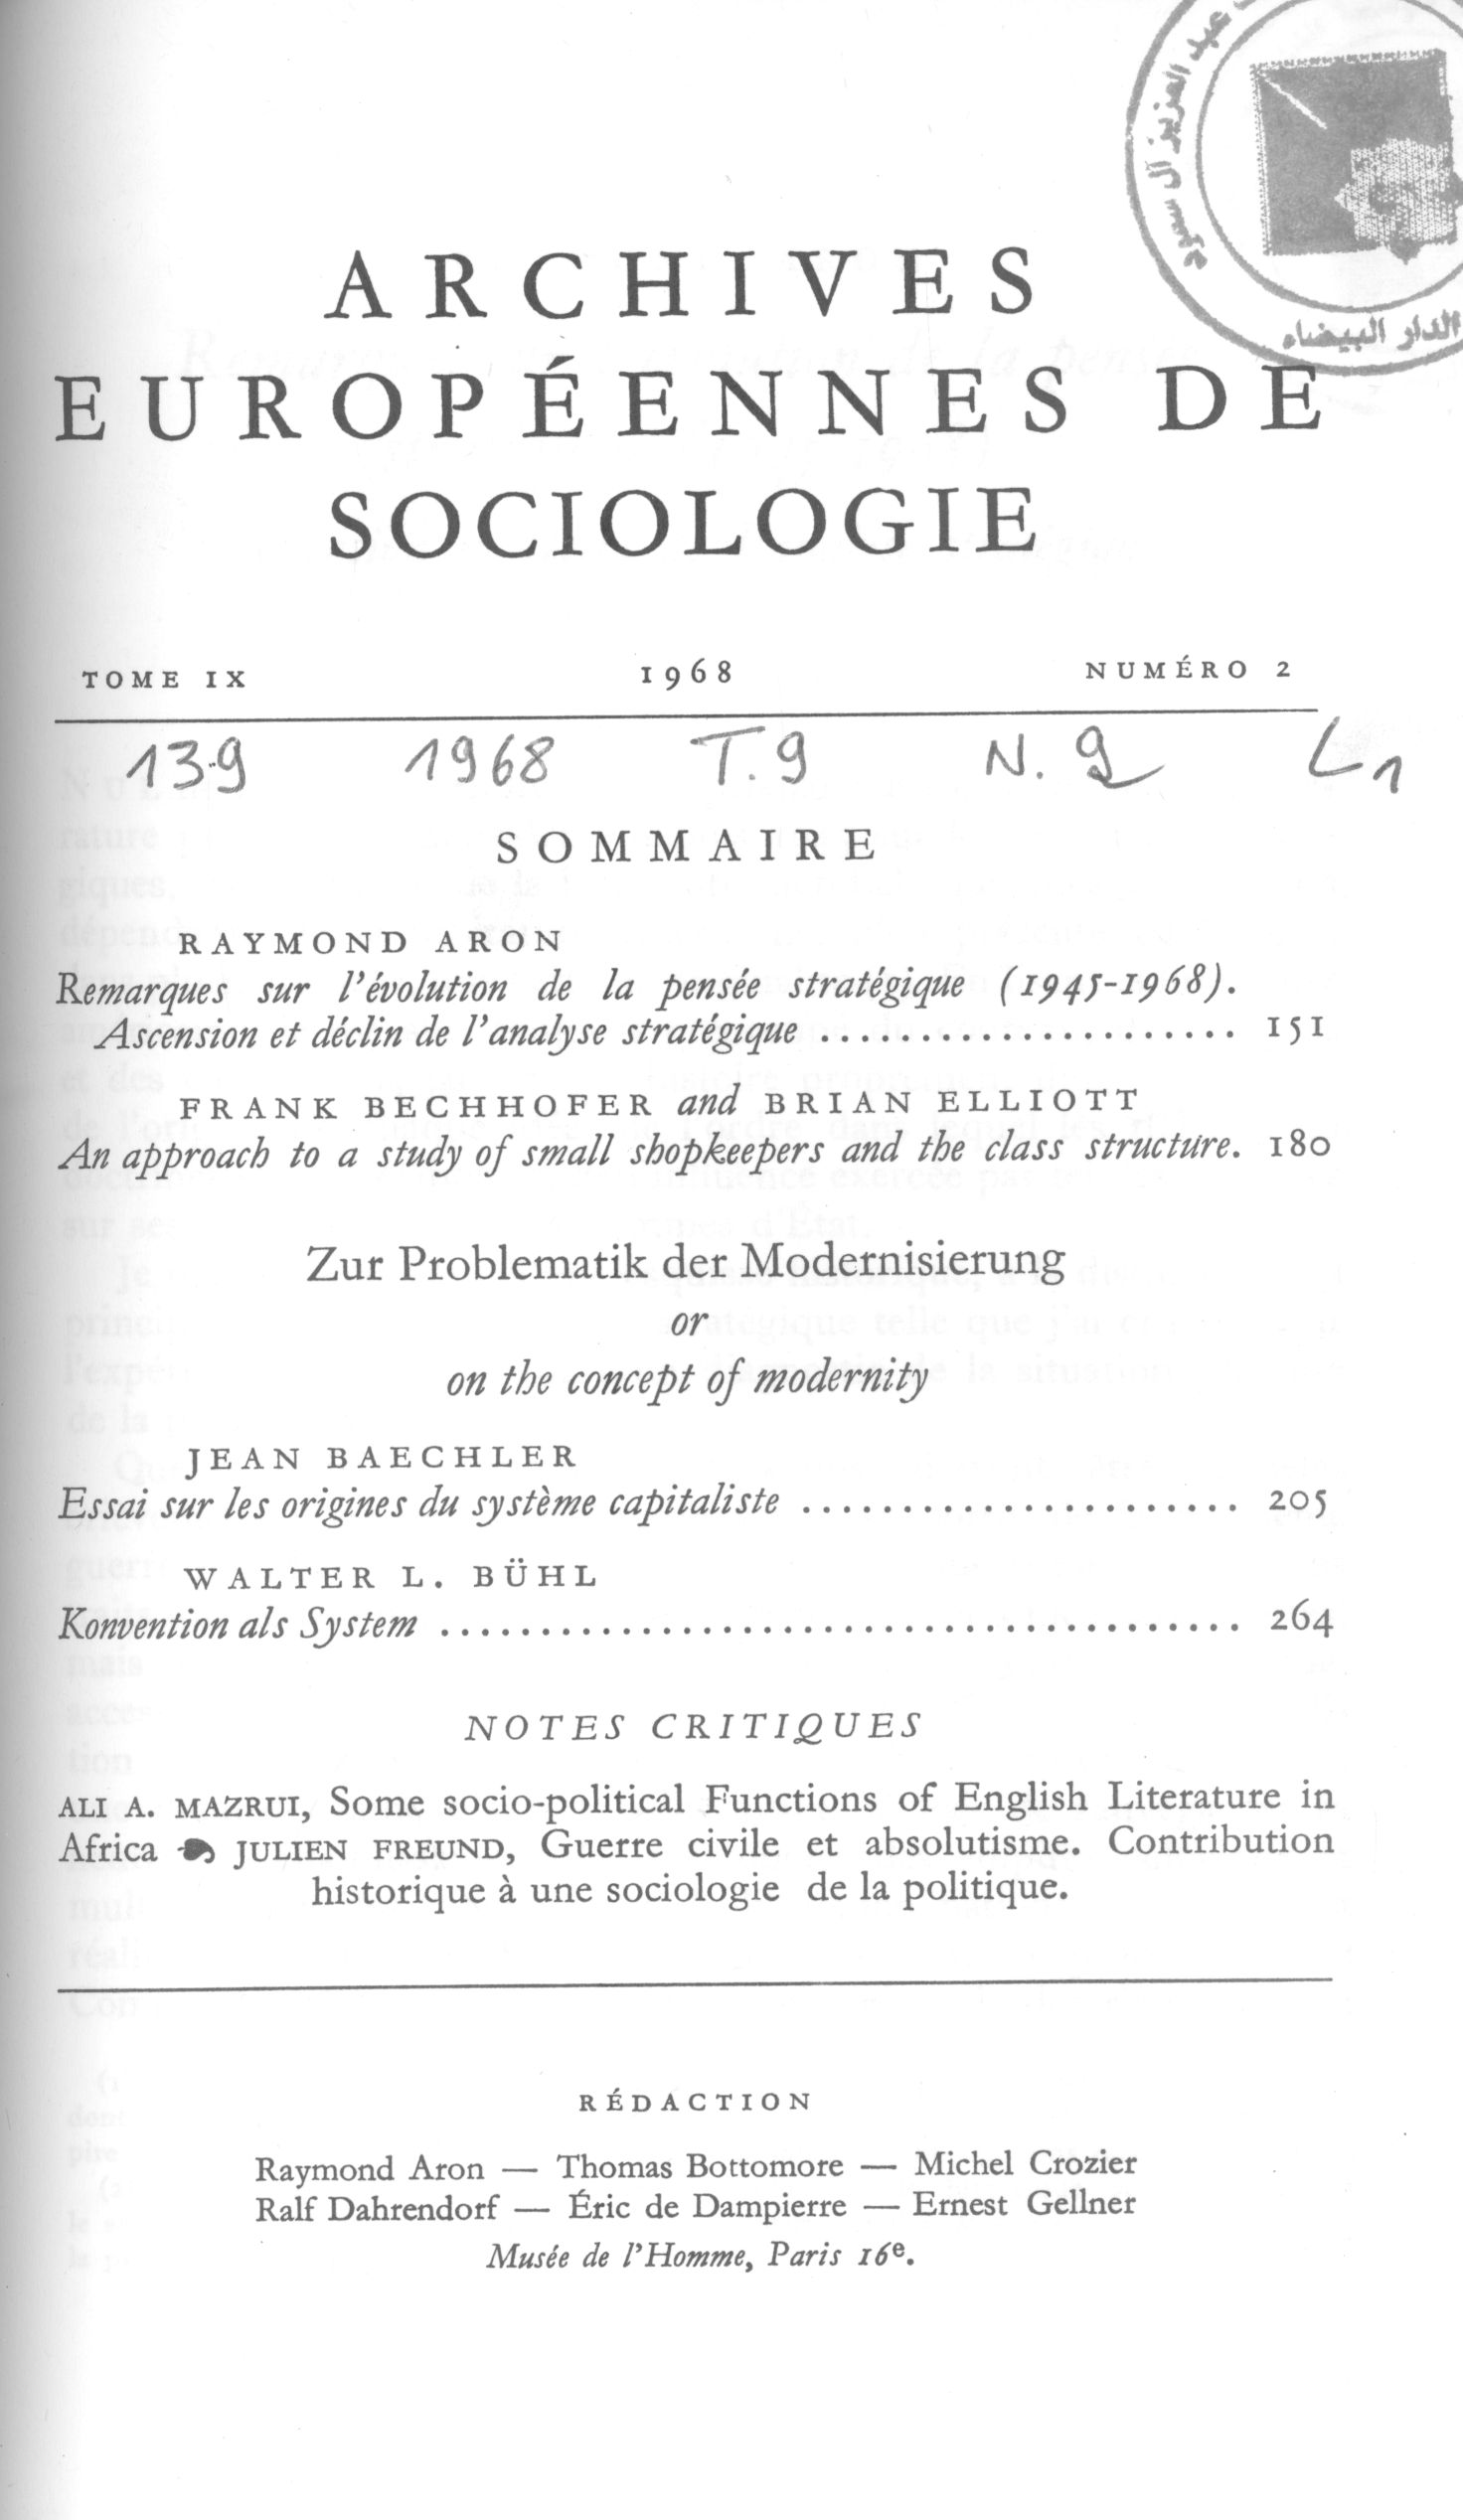 عبد العزيز آل سعود
الدار البيضاء
ARCHIVES
EUROPÉENNES DE
SOCIOLOGIE
TOME IX 1968 NUMÉRO 2
139 1968 T. 9 N. 2 L1
SOMMAIRE
RAYMOND ARON
Remarques sur l'évolution de la pensée stratégique (1945-1968).
Ascension et déclin de l'analyse stratégique ..................... 151
FRANK BECHHOFER and BRIAN ELLIOTT
An approach to a study of small shopkeepers and the class structure. 180
Zur Problematik der Modernisierung
or
on the concept of modernity
JEAN BAECHLER
Essai sur les origines du système capitaliste ...................... 205
WALTER L. BÜHL
Konvention als System ........................................ 264
NOTES CRITIQUES
ALI A. MAZRUI, Some socio-political Functions of English Literature in
Africa ☙ JULIEN FREUND, Guerre civile et absolutisme. Contribution
historique à une sociologie de la politique.
RÉDACTION
Raymond Aron — Thomas Bottomore — Michel Crozier
Ralf Dahrendorf — Éric de Dampierre — Ernest Gellner
Musée de l'Homme, Paris 16e.